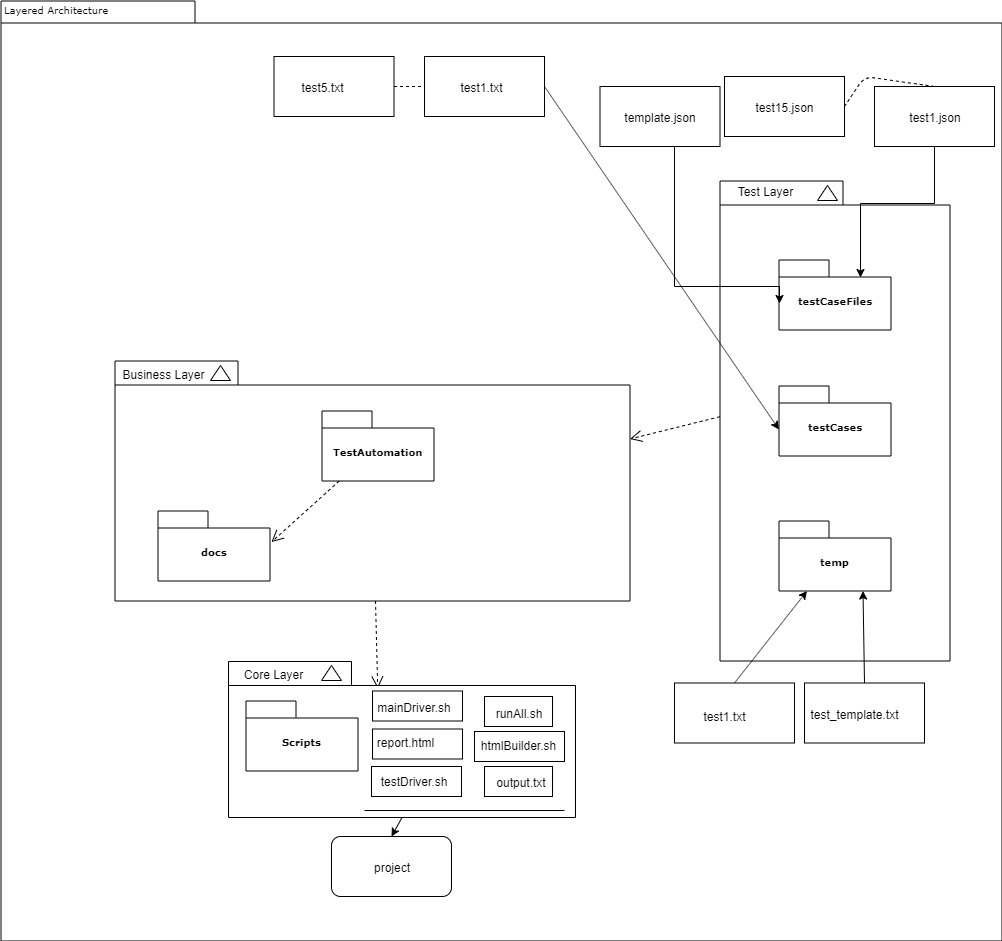 Layered Architecture
test5.txt
test1.txt
template.json
test15.json
test1.json
Test Layer
testCaseFiles
testCases
temp
Business Layer
TestAutomation
docs
Core Layer
Scripts
mainDriver.sh
runAll.sh
report.html
htmlBuilder.sh
testDriver.sh
output.txt
test1.txt
test_template.txt
project